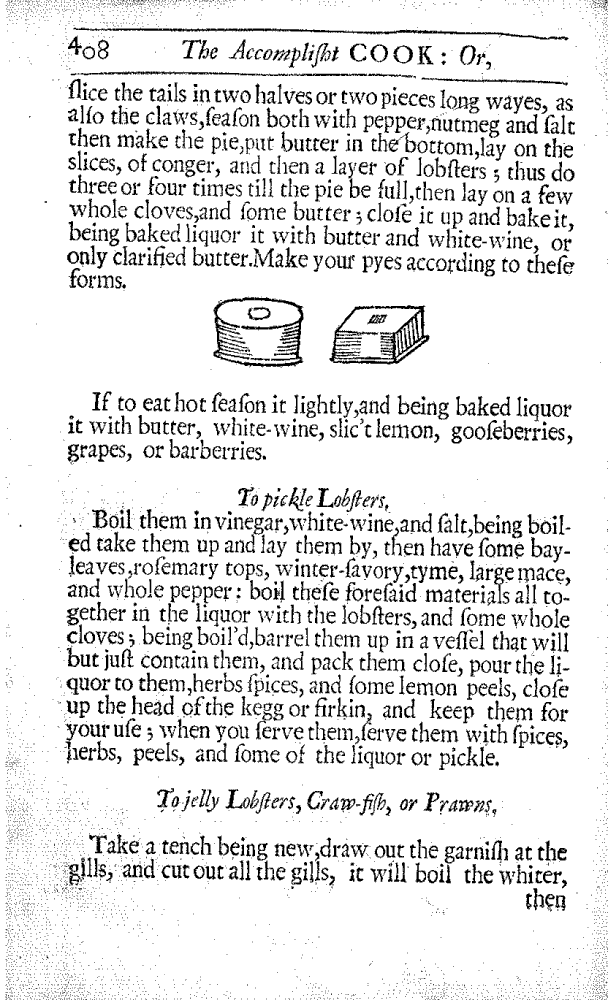 408 The Accompliſht COOK: Or,
ſlice the tails in two halves or two pieces long wayes, as
alſo the claws,ſeaſon both with pepper,nutmeg and ſalt
then make the pie,put butter in the bottom,lay on the
slices, of conger, and then a layer of lobſters ; thus do
three or four times till the pie be full,then lay on a few
whole cloves,and ſome butter ; cloſe it up and bake it,
being baked liquor it with butter and white-wine, or
only clarified butter.Make your pyes according to theſe
forms.
If to eat hot ſeaſon it lightly,and being baked liquor
it with butter, white-wine, slic't lemon, gooſeberries,
grapes, or barberries.
To pickle Lobſters,
Boil them in vinegar,white-wine,and ſalt,being boil-
ed take them up and lay them by, then have ſome bay-
leaves,roſemary tops, winter-ſavory,tyme, large mace,
and whole pepper: boil theſe foreſaid materials all to-
gether in the liquor with the lobſters, and ſome whole
cloves ; being boil'd,barrel them up in a veſſel that will
but juſt contain them, and pack them cloſe, pour the li-
quor to them,herbs ſpices, and ſome lemon peels, cloſe
up the head of the kegg or firkin, and keep them for
your uſe ; when you ſerve them,ſerve them with ſpices,
herbs, peels, and ſome of the liquor or pickle.
To jelly Lobſters, Craw-fiſh, or Prawns,
Take a tench being new,draw out the garniſh at the
gills, and cut out all the gills, it will boil the whiter,
then